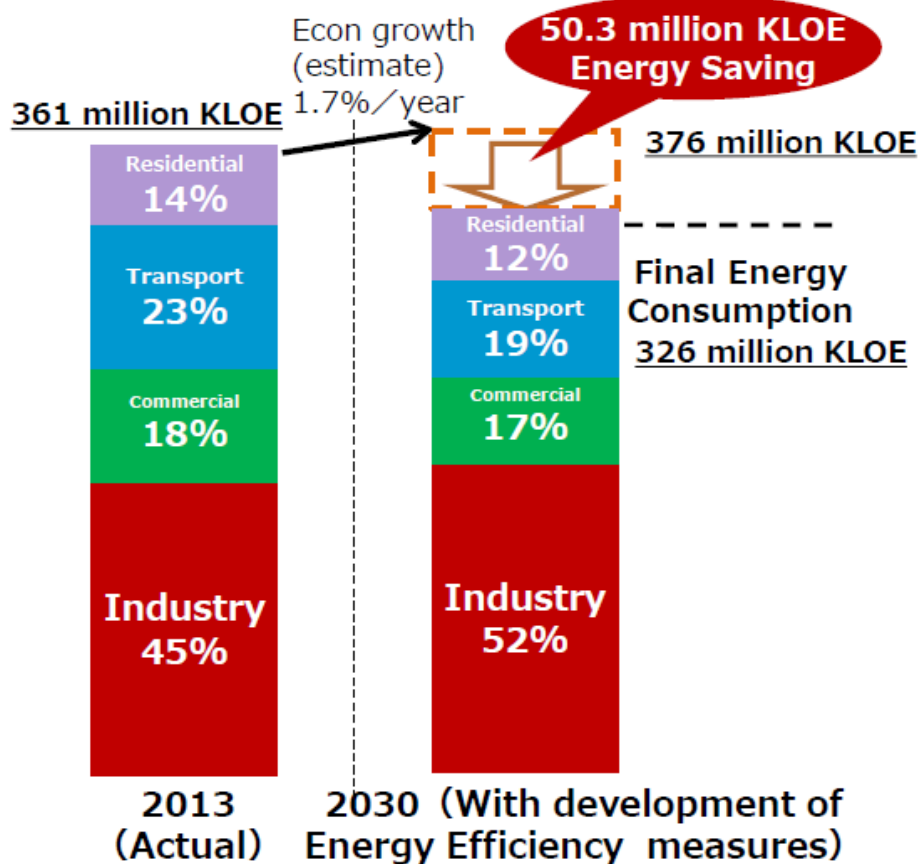 Econ growth
(estimate)
1.7%／year
50.3 million KLOE
Energy Saving
361 million KLOE
376 million KLOE
Residential
14%
Transport
23%
Commercial
18%
Industry
45%
Residential
12%
Transport
19%
Commercial
17%
Industry
52%
Final Energy
Consumption
326 million KLOE
2013
（Actual）
2030（With development of
Energy Efficiency measures）